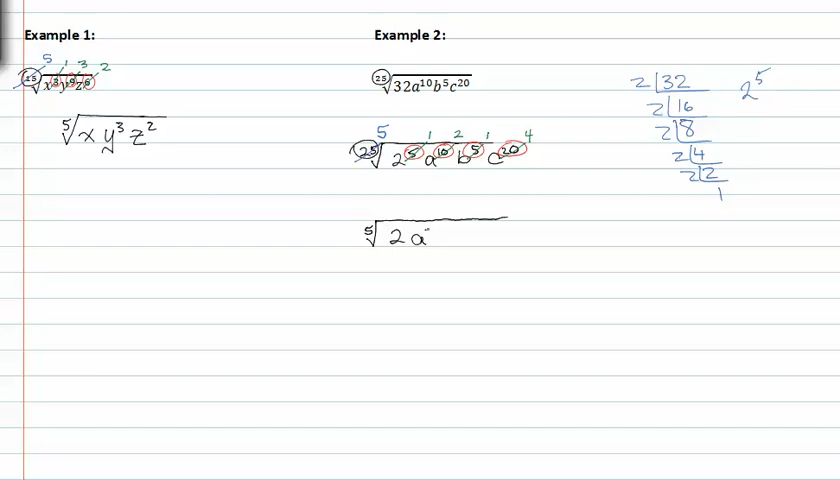 Example 1:
Example 2:
5 1 3 2
¹⁵√x³y⁹z⁶
⁵√x y³ z²
²⁵√32a¹⁰b⁵c²⁰
5 1 2 1 4
²⁵√2⁵ a¹⁰ b⁵ c²⁰
⁵√2 a
2 | 32
2 | 16
2 | 8
2 | 4
2 | 2
1
2⁵